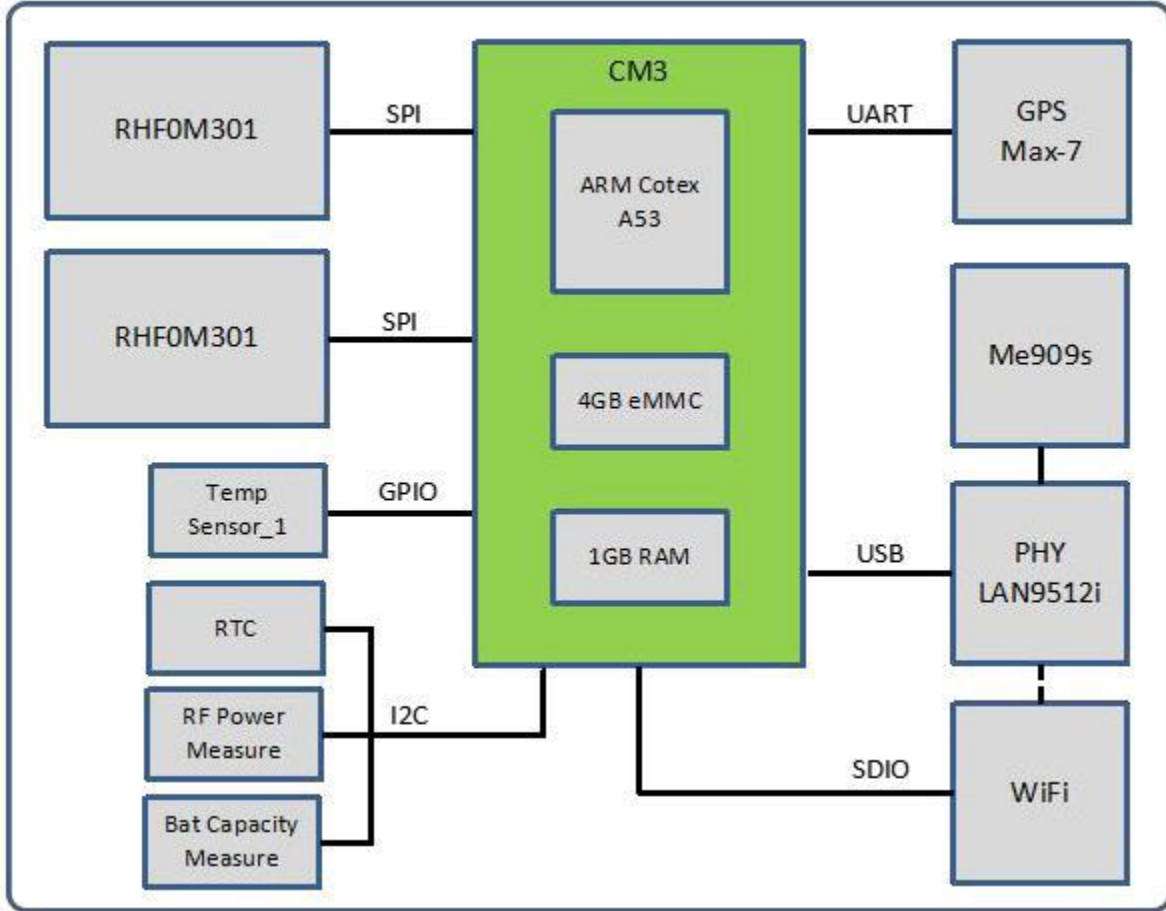 CM3
RHF0M301
SPI
ARM Cotex
A53
UART
GPS
Max-7
RHF0M301
SPI
4GB eMMC
Me909s
Temp
Sensor_1
GPIO
1GB RAM
USB
PHY
LAN9512i
RTC
RF Power
Measure
I2C
Bat Capacity
Measure
SDIO
WiFi